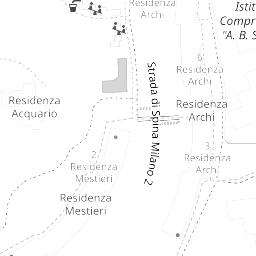 Residenza
Archi
Istit
Compr
"A. B. S
6.
Residenza
Archi
Residenza
Acquario
Residenza
Archi
Strada di Spina Milano 2
2.
Residenza
Mestieri
3.
Residenza
Archi
Residenza
Mestieri